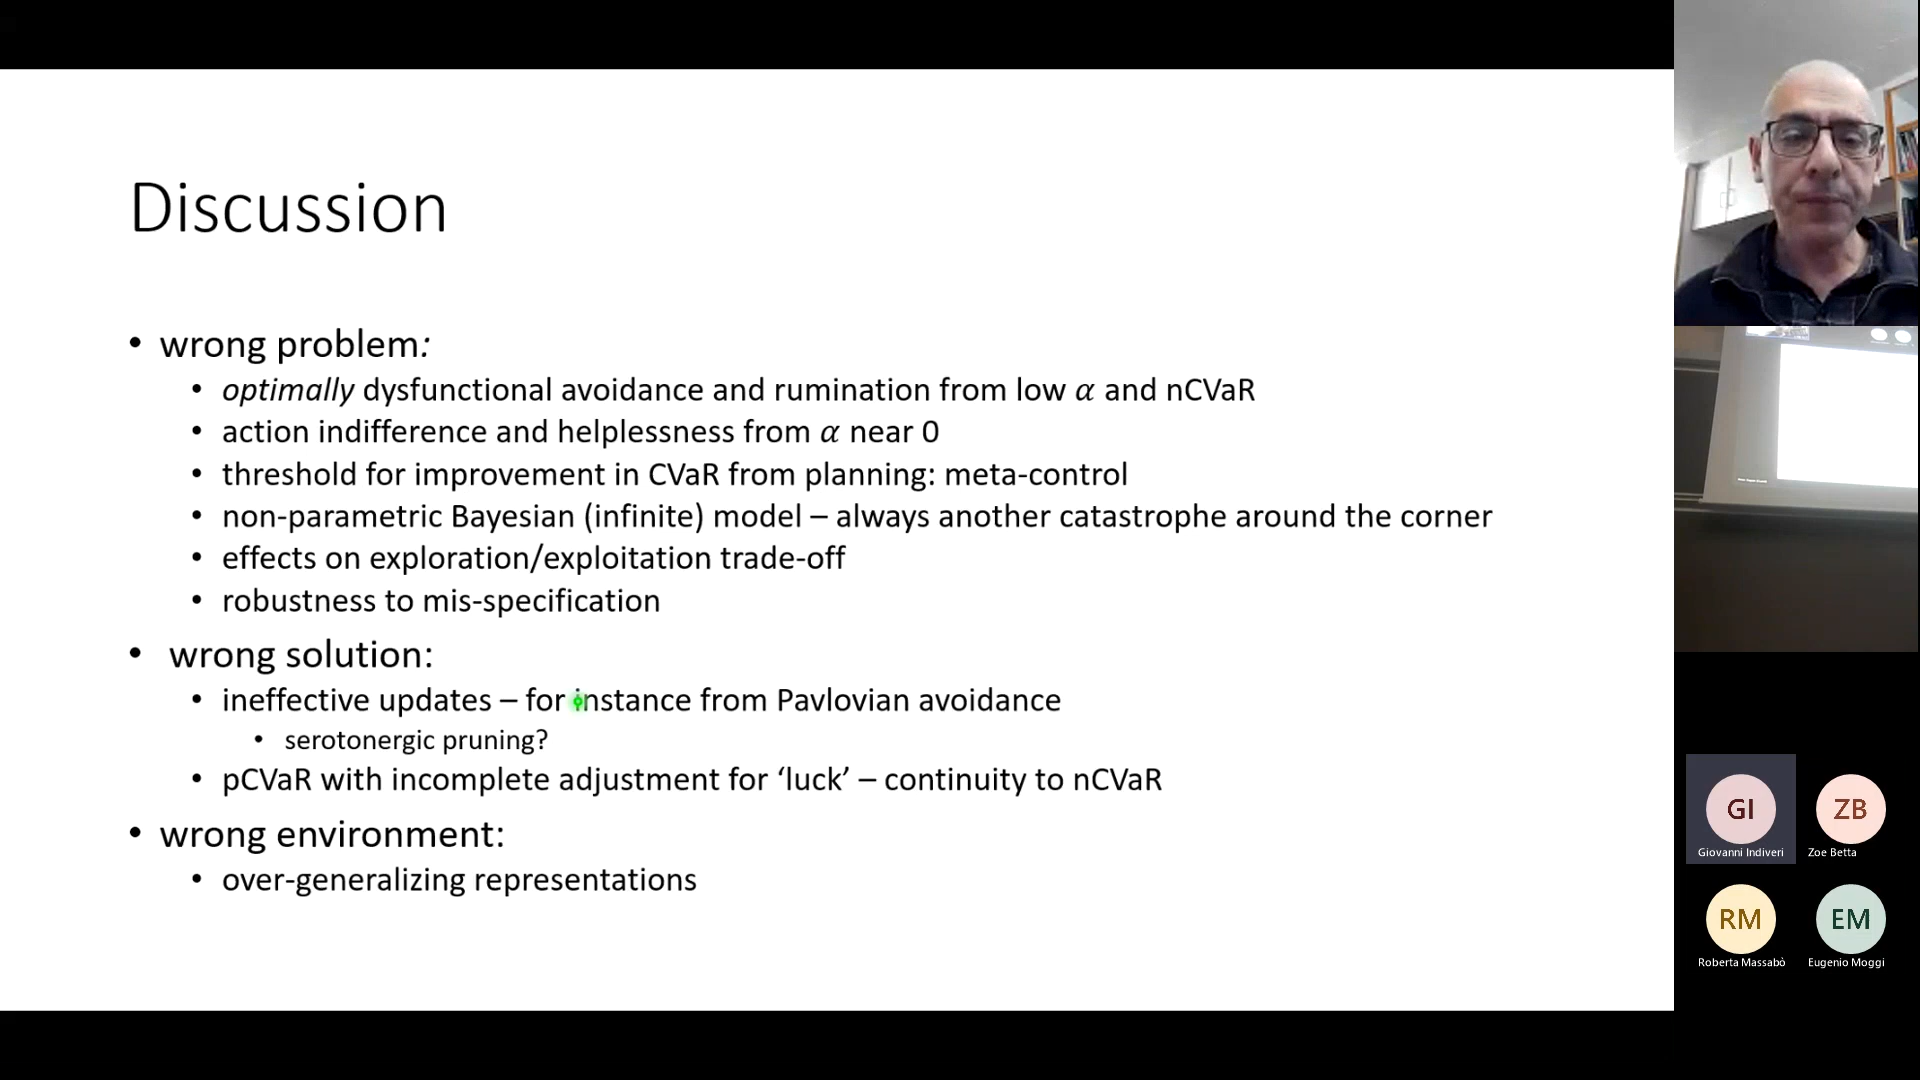 Discussion
• wrong problem:
• optimally dysfunctional avoidance and rumination from low α and nCVaR
• action indifference and helplessness from α near 0
• threshold for improvement in CVaR from planning: meta-control
• non-parametric Bayesian (infinite) model – always another catastrophe around the corner
• effects on exploration/exploitation trade-off
• robustness to mis-specification
• wrong solution:
• ineffective updates – for instance from Pavlovian avoidance
• serotonergic pruning?
• pCVaR with incomplete adjustment for ‘luck’ – continuity to nCVaR
• wrong environment:
• over-generalizing representations
GI
Giovanni Indiveri
ZB
Zoe Betta
RM
Roberta Massabò
EM
Eugenio Moggi